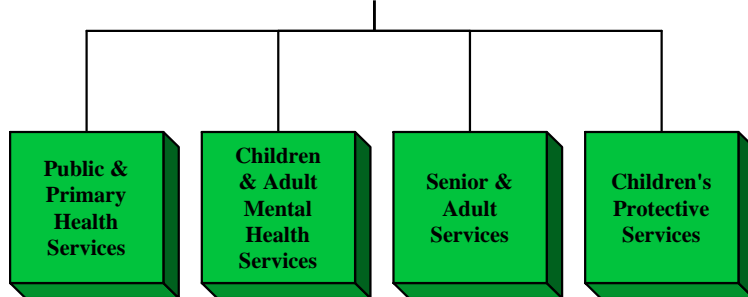 Public &
Primary
Health
Services
Children
& Adult
Mental
Health
Services
Senior &
Adult
Services
Children's
Protective
Services